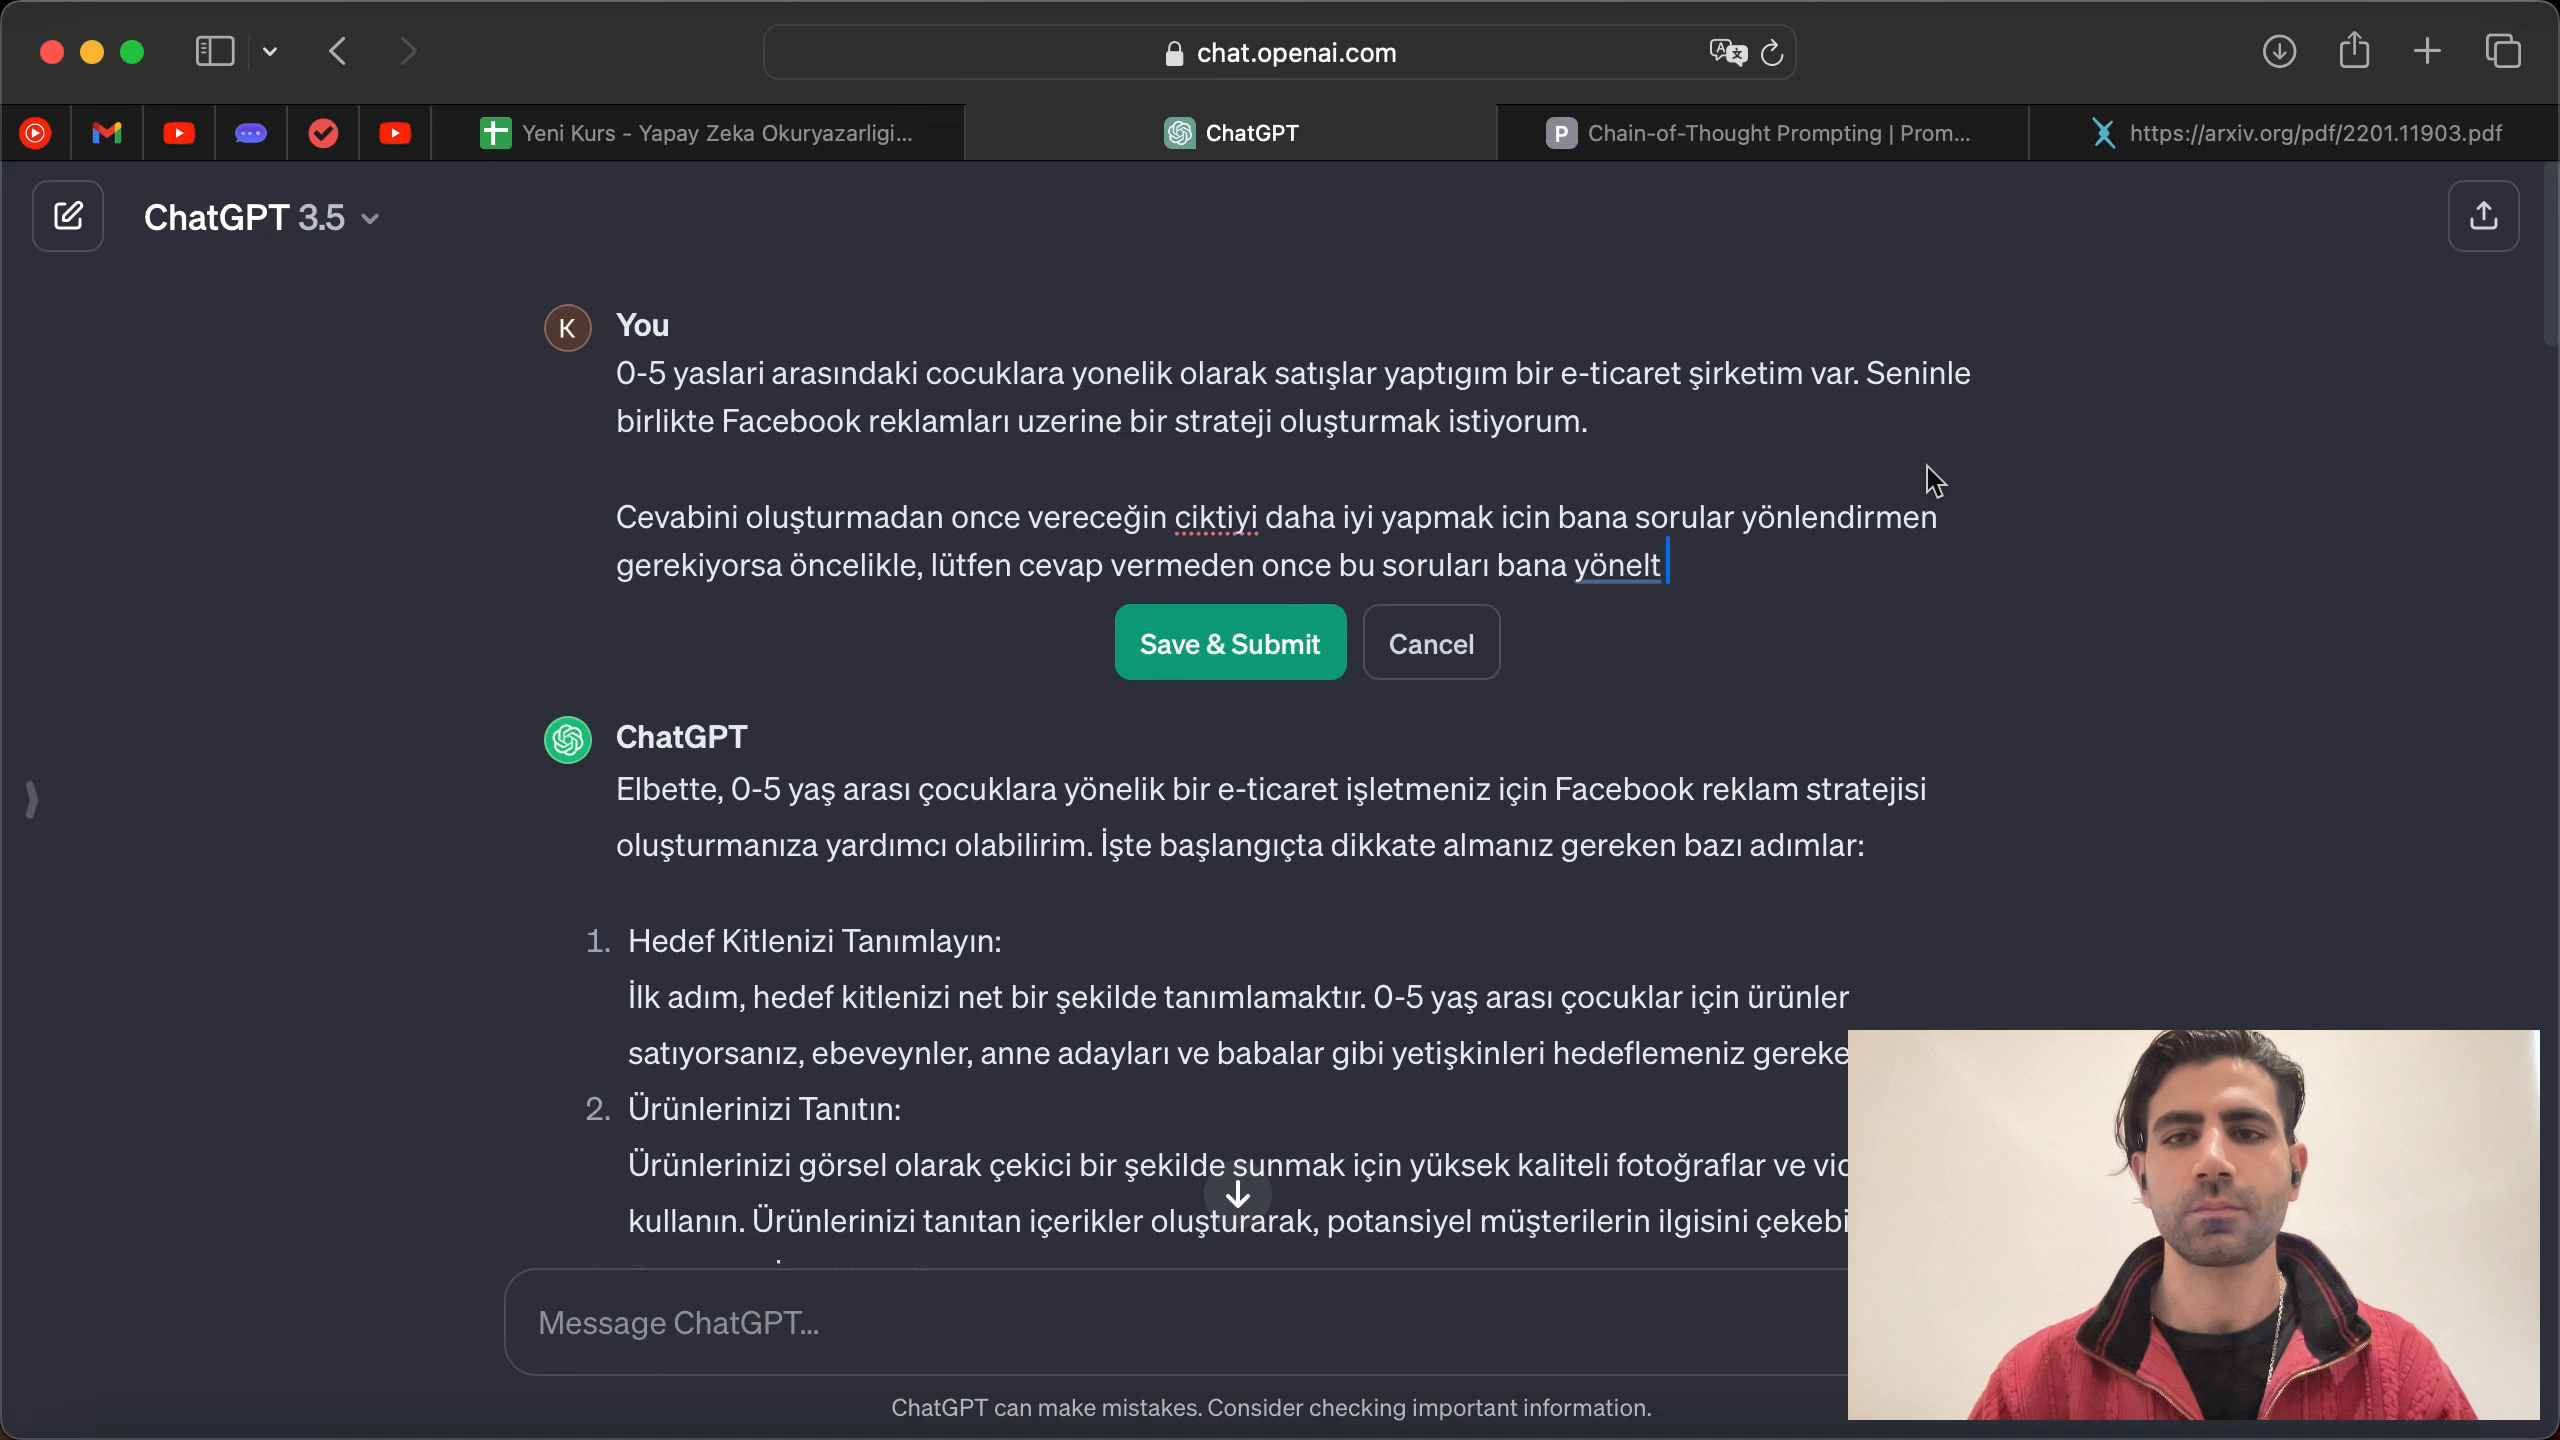 chat.openai.com
Yeni Kurs - Yapay Zeka Okuryazarligi...
ChatGPT
P
Chain-of-Thought Prompting | Prom...
https://arxiv.org/pdf/2201.11903.pdf
ChatGPT 3.5
K
You
0-5 yaslari arasındaki cocuklara yonelik olarak satışlar yaptıgım bir e-ticaret şirketim var. Seninle
birlikte Facebook reklamları uzerine bir strateji oluşturmak istiyorum.
Cevabini oluşturmadan once vereceğin ciktiyi daha iyi yapmak icin bana sorular yönlendirmen
gerekiyorsa öncelikle, lütfen cevap vermeden once bu soruları bana yönelt
Save & Submit
Cancel
ChatGPT
Elbette, 0-5 yaş arası çocuklara yönelik bir e-ticaret işletmeniz için Facebook reklam stratejisi
oluşturmanıza yardımcı olabilirim. İşte başlangıçta dikkate almanız gereken bazı adımlar:
1. Hedef Kitlenizi Tanımlayın:
İlk adım, hedef kitlenizi net bir şekilde tanımlamaktır. 0-5 yaş arası çocuklar için ürünler
satıyorsanız, ebeveynler, anne adayları ve babalar gibi yetişkinleri hedeflemeniz gereke
2. Ürünlerinizi Tanıtın:
Ürünlerinizi görsel olarak çekici bir şekilde sunmak için yüksek kaliteli fotoğraflar ve vid
kullanın. Ürünlerinizi tanıtan içerikler oluşturarak, potansiyel müşterilerin ilgisini çekebi
Message ChatGPT...
ChatGPT can make mistakes. Consider checking important information.